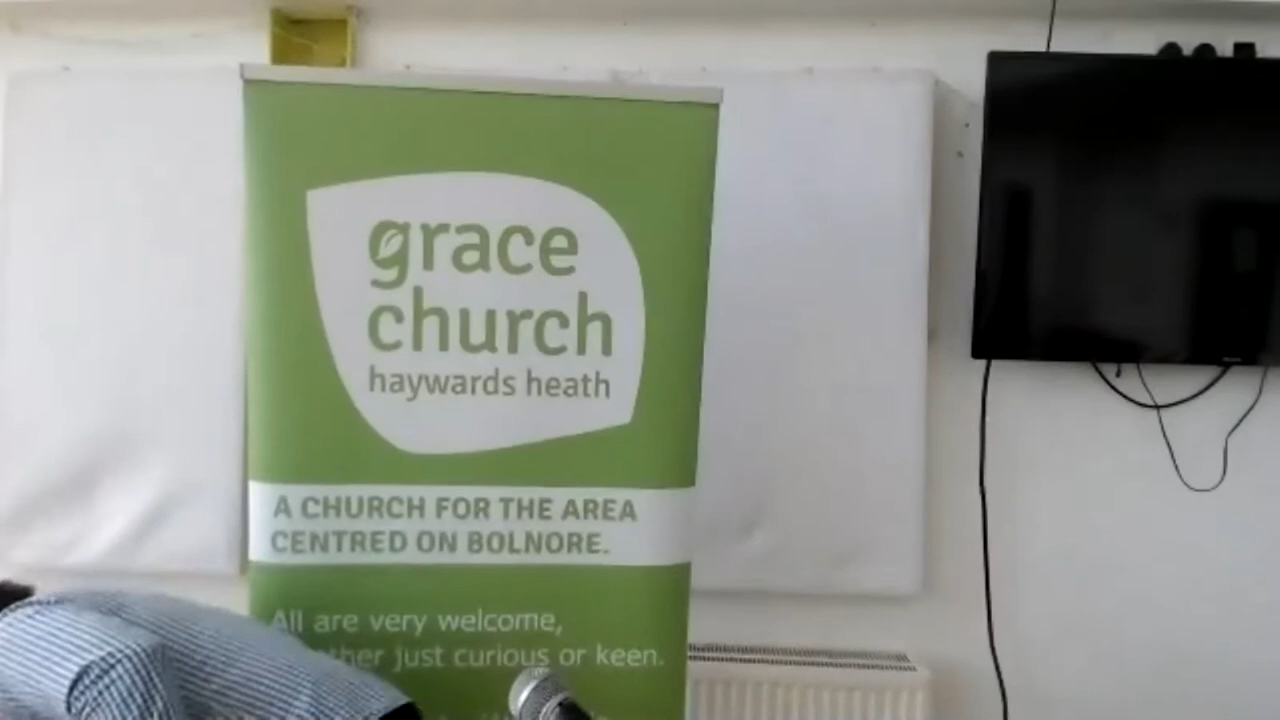 grace
church
haywards heath
A CHURCH FOR THE AREA
CENTRED ON BOLNORE.
All are very welcome,
just curious or keen.